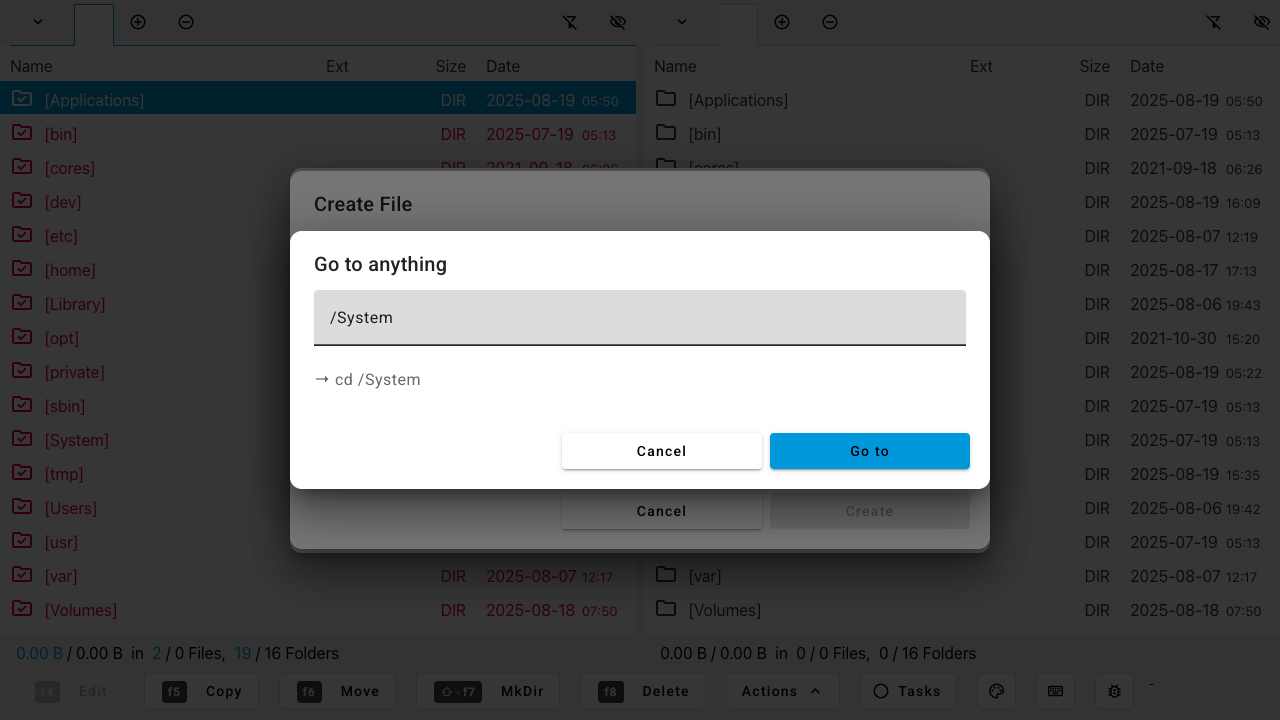 Name Ext Size Date
[Applications] DIR 2025-08-19 05:50
[bin] DIR 2025-07-19 05:13
[cores] DIR 2021-09-18 06:26
[dev]
[etc]
[home]
[Library]
[opt]
[private]
[sbin]
[System]
[tmp]
[Users]
[usr]
[var] DIR 2025-08-07 12:17
[Volumes] DIR 2025-08-18 07:50
0.00 B / 0.00 B in 2 / 0 Files, 19 / 16 Folders
Name Ext Size Date
[Applications] DIR 2025-08-19 05:50
[bin] DIR 2025-07-19 05:13
[cores] DIR 2021-09-18 06:26
DIR 2025-08-19 16:09
DIR 2025-08-07 12:19
DIR 2025-08-17 17:13
DIR 2025-08-06 19:43
DIR 2021-10-30 15:20
DIR 2025-08-19 05:22
DIR 2025-07-19 05:13
DIR 2025-07-19 05:13
DIR 2025-08-19 15:35
DIR 2025-08-06 19:42
DIR 2025-07-19 05:13
[var] DIR 2025-08-07 12:17
[Volumes] DIR 2025-08-18 07:50
0.00 B / 0.00 B in 0 / 0 Files, 0 / 16 Folders
Create File
Go to anything
/System
→ cd /System
Cancel Go to
Cancel Create
f4 Edit f5 Copy f6 Move ⇧+f7 MkDir f8 Delete Actions Tasks -